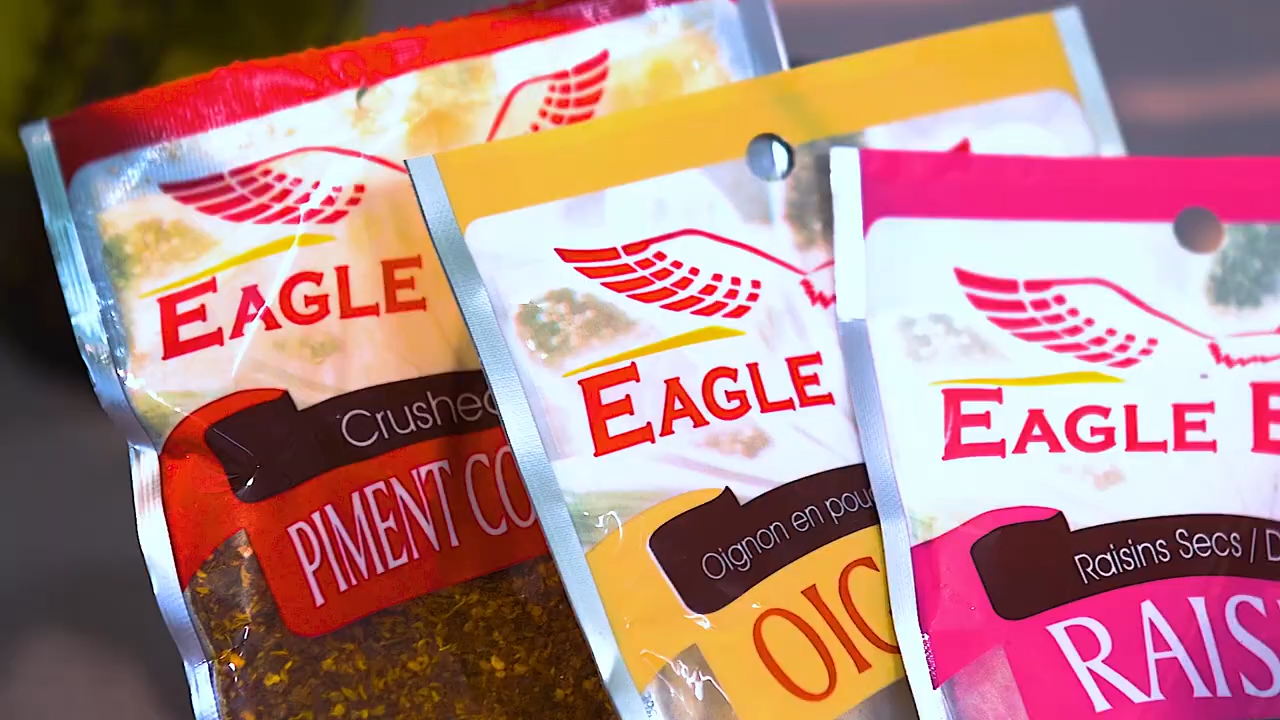 EAGLE
Crushed
PIMENT CO
EAGLE
Oignon en pou
OIG
EAGLE E
Raisins Secs / D
RAIS